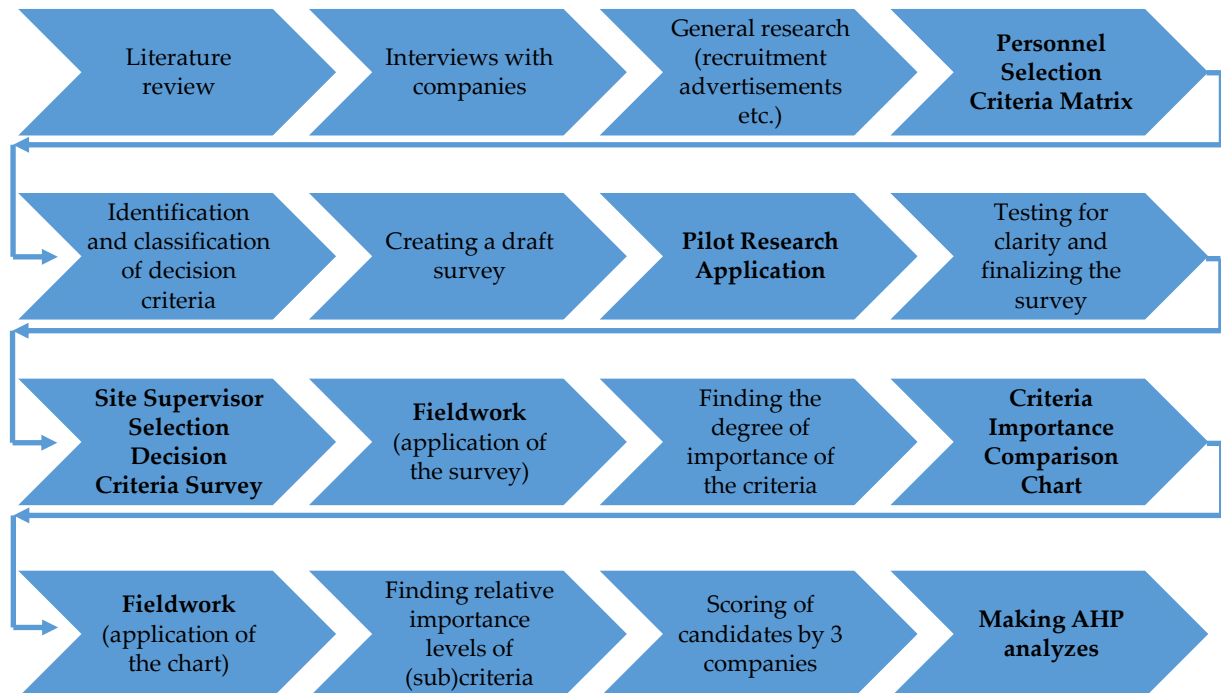 Literature
review
Interviews with
companies
General research
(recruitment
advertisements
etc.)
Personnel
Selection
Criteria Matrix
Identification
and classification
of decision
criteria
Creating a draft
survey
Pilot Research
Application
Testing for
clarity and
finalizing the
survey
Site Supervisor
Selection
Decision
Criteria Survey
Fieldwork
(application of
the survey)
Finding the
degree of
importance of
the criteria
Criteria
Importance
Comparison
Chart
Fieldwork
(application of
the chart)
Finding relative
importance
levels of
(sub)criteria
Scoring of
candidates by 3
companies
Making AHP
analyzes